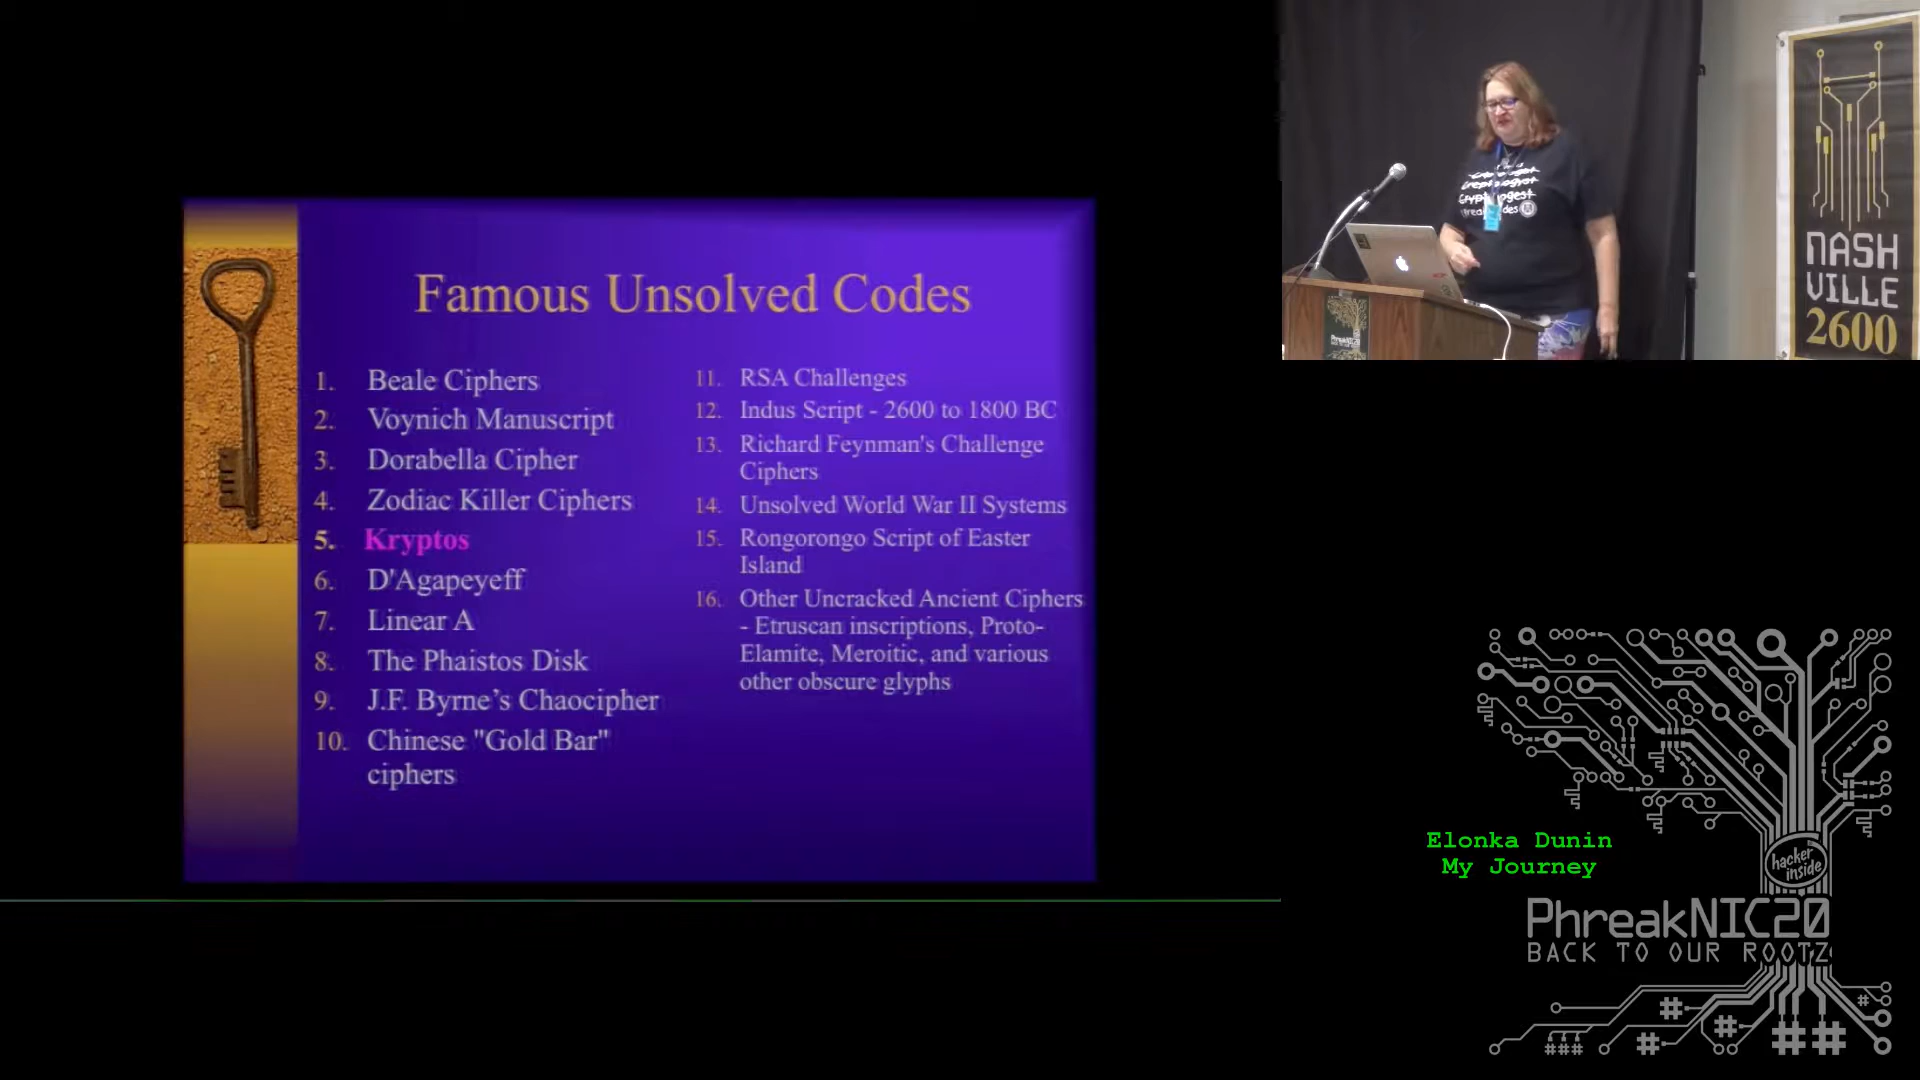 Famous Unsolved Codes
1. Beale Ciphers
2. Voynich Manuscript
3. Dorabella Cipher
4. Zodiac Killer Ciphers
5. Kryptos
6. D'Agapeyeff
7. Linear A
8. The Phaistos Disk
9. J.F. Byrne’s Chaocipher
10. Chinese "Gold Bar"
ciphers
11. RSA Challenges
12. Indus Script - 2600 to 1800 BC
13. Richard Feynman's Challenge
Ciphers
14. Unsolved World War II Systems
15. Rongorongo Script of Easter
Island
16. Other Uncracked Ancient Ciphers
- Etruscan inscriptions, Proto-
Elamite, Meroitic, and various
other obscure glyphs
NASH
VILLE
2600
PhreakNIC20
Elonka Dunin
My Journey
hacker
inside
PhreakNIC20
BACK TO OUR ROOTZ
#
#
#
#
##
###